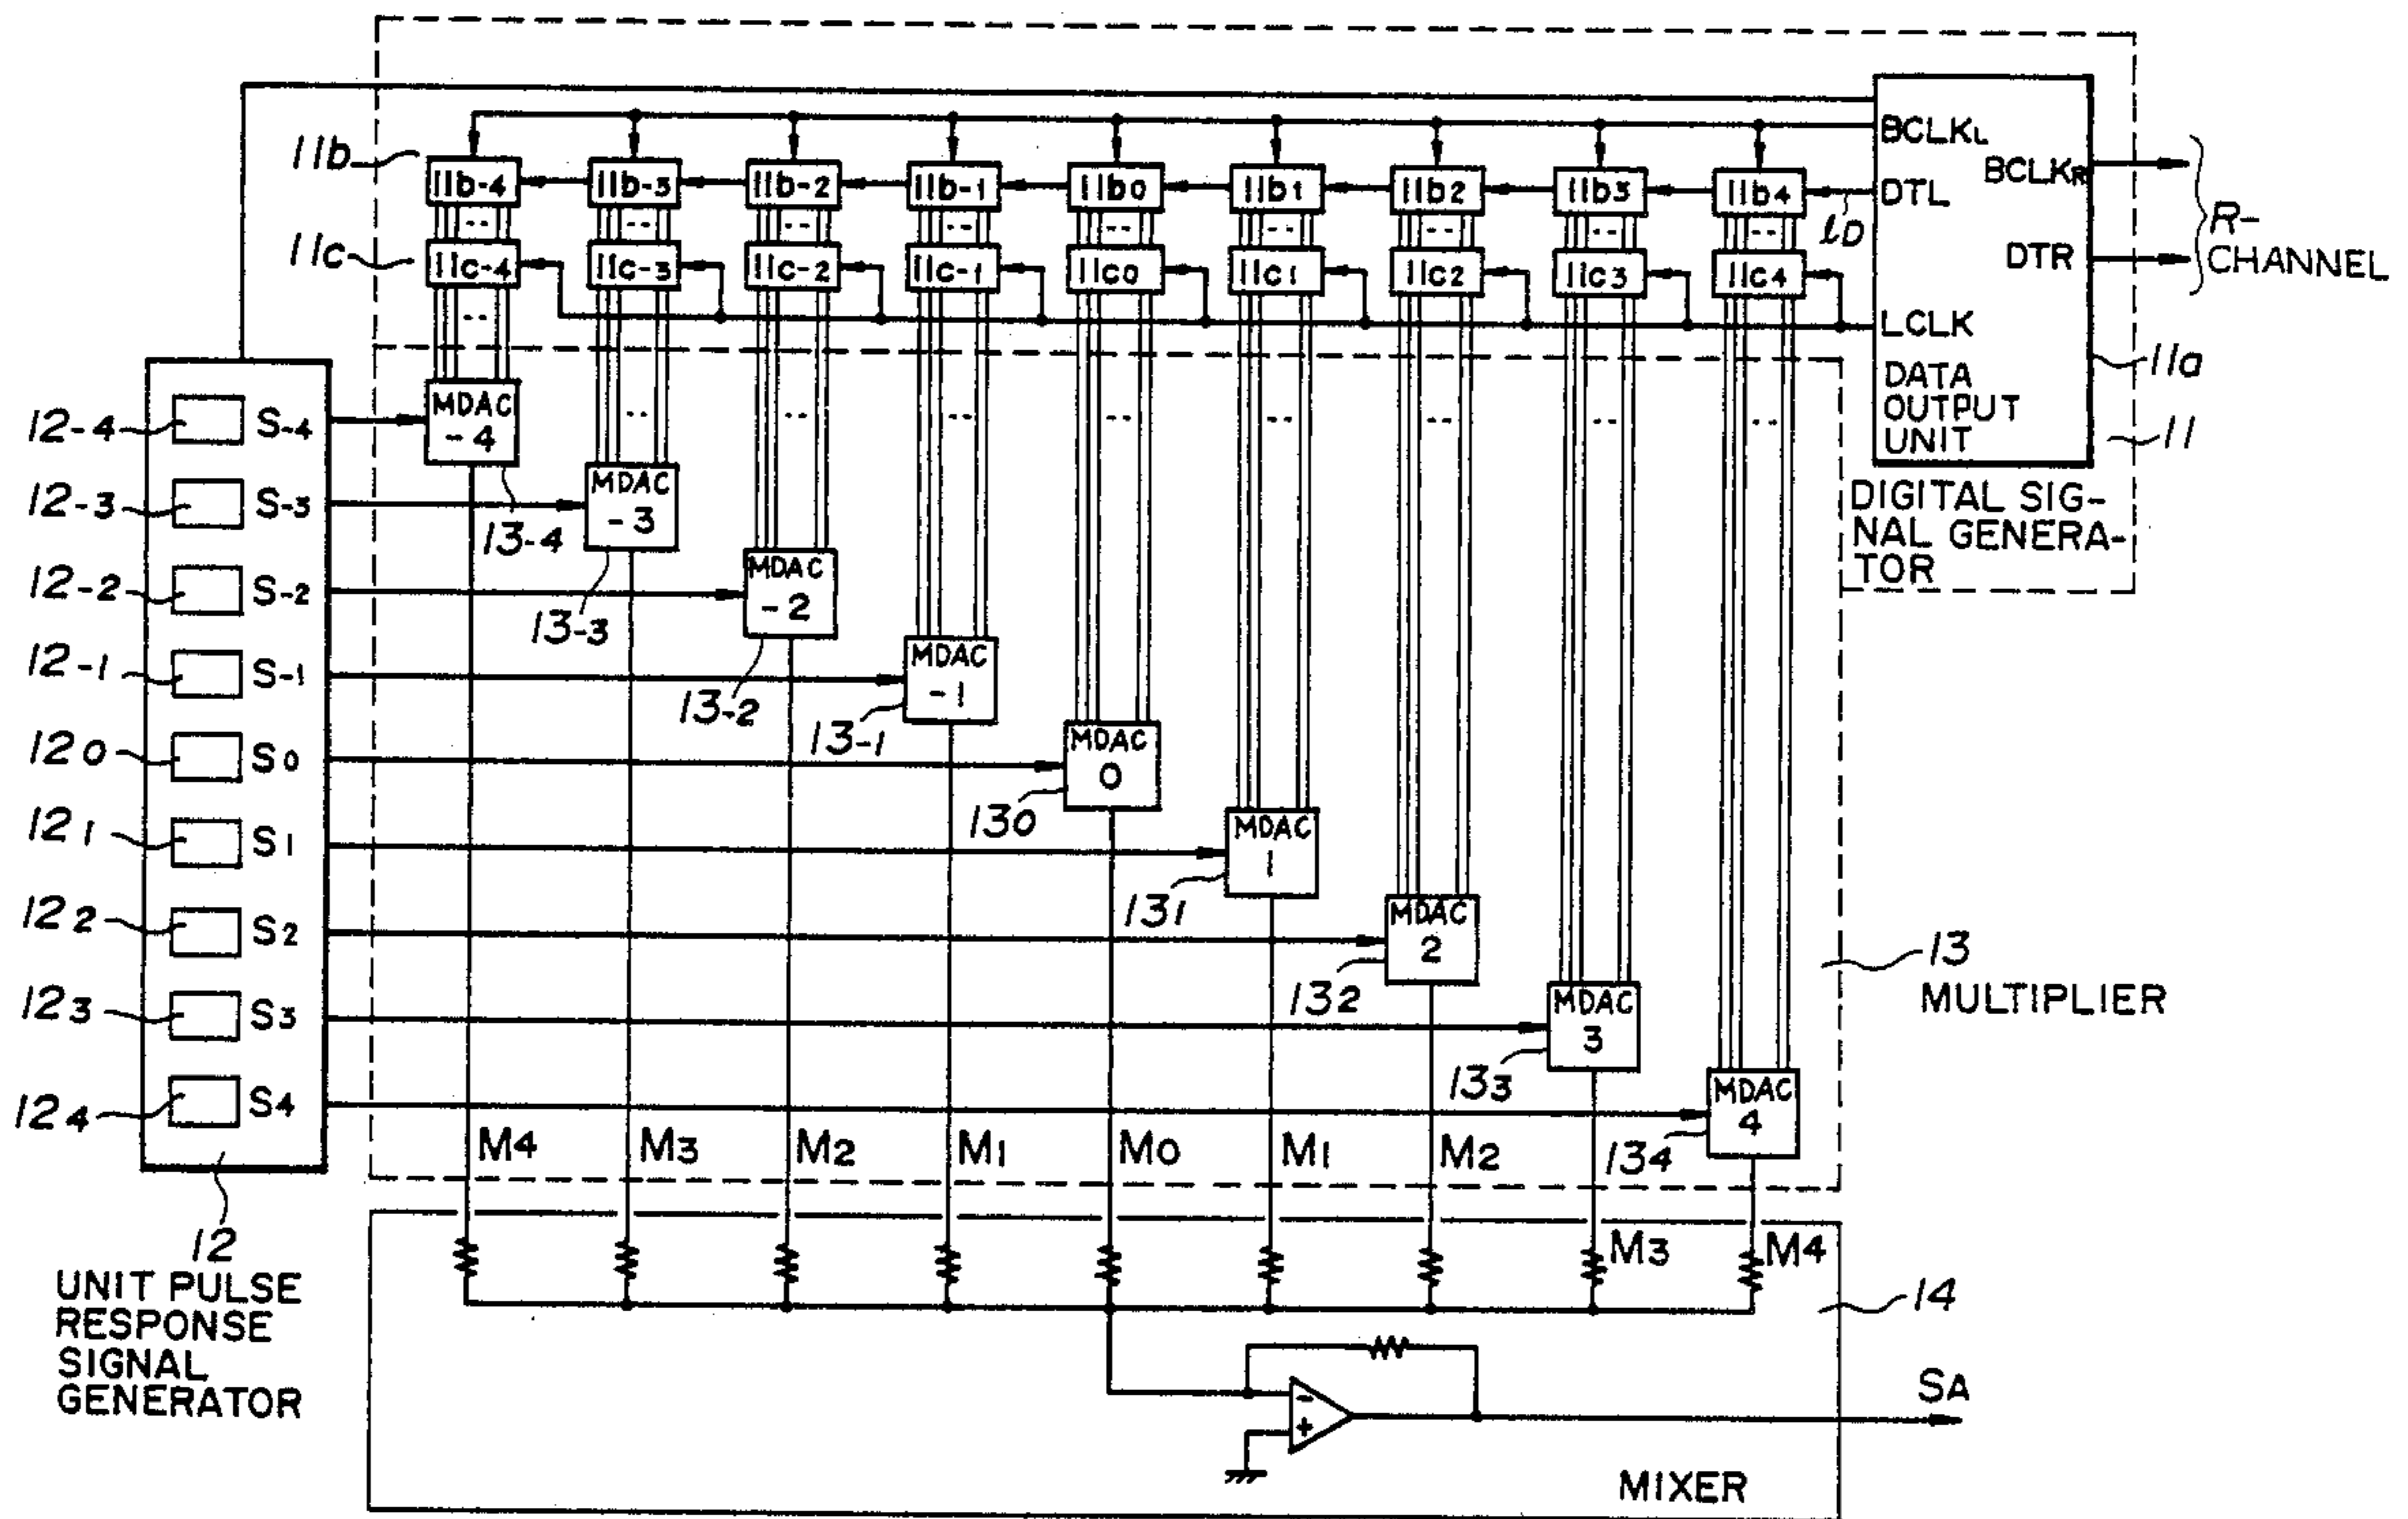 BCLKL
BCLKR
11b
11b-4 11b-3 11b-2 11b-1 11b0 11b1 11b2 11b3 11b4
DTL
lD
R-
CHANNEL
11c
11c-4 11c-3 11c-2 11c-1 11c0 11c1 11c2 11c3 11c4
DTR
LCLK
11a
DATA
OUTPUT
UNIT
11
DIGITAL SIG-
NAL GENERA-
TOR
12-4 S-4
MDAC
-4
13-4
12-3 S-3
MDAC
-3
13-3
12-2 S-2
MDAC
-2
13-2
12-1 S-1
MDAC
-1
13-1
120 S0
MDAC
0
130
121 S1
MDAC
1
131
122 S2
MDAC
2
132
13
MULTIPLIER
123 S3
MDAC
3
133
124 S4
MDAC
4
134
M4 M3 M2 M1 M0 M1 M2
M3 M4
12
UNIT PULSE
RESPONSE
SIGNAL
GENERATOR
14
-
+
SA
MIXER